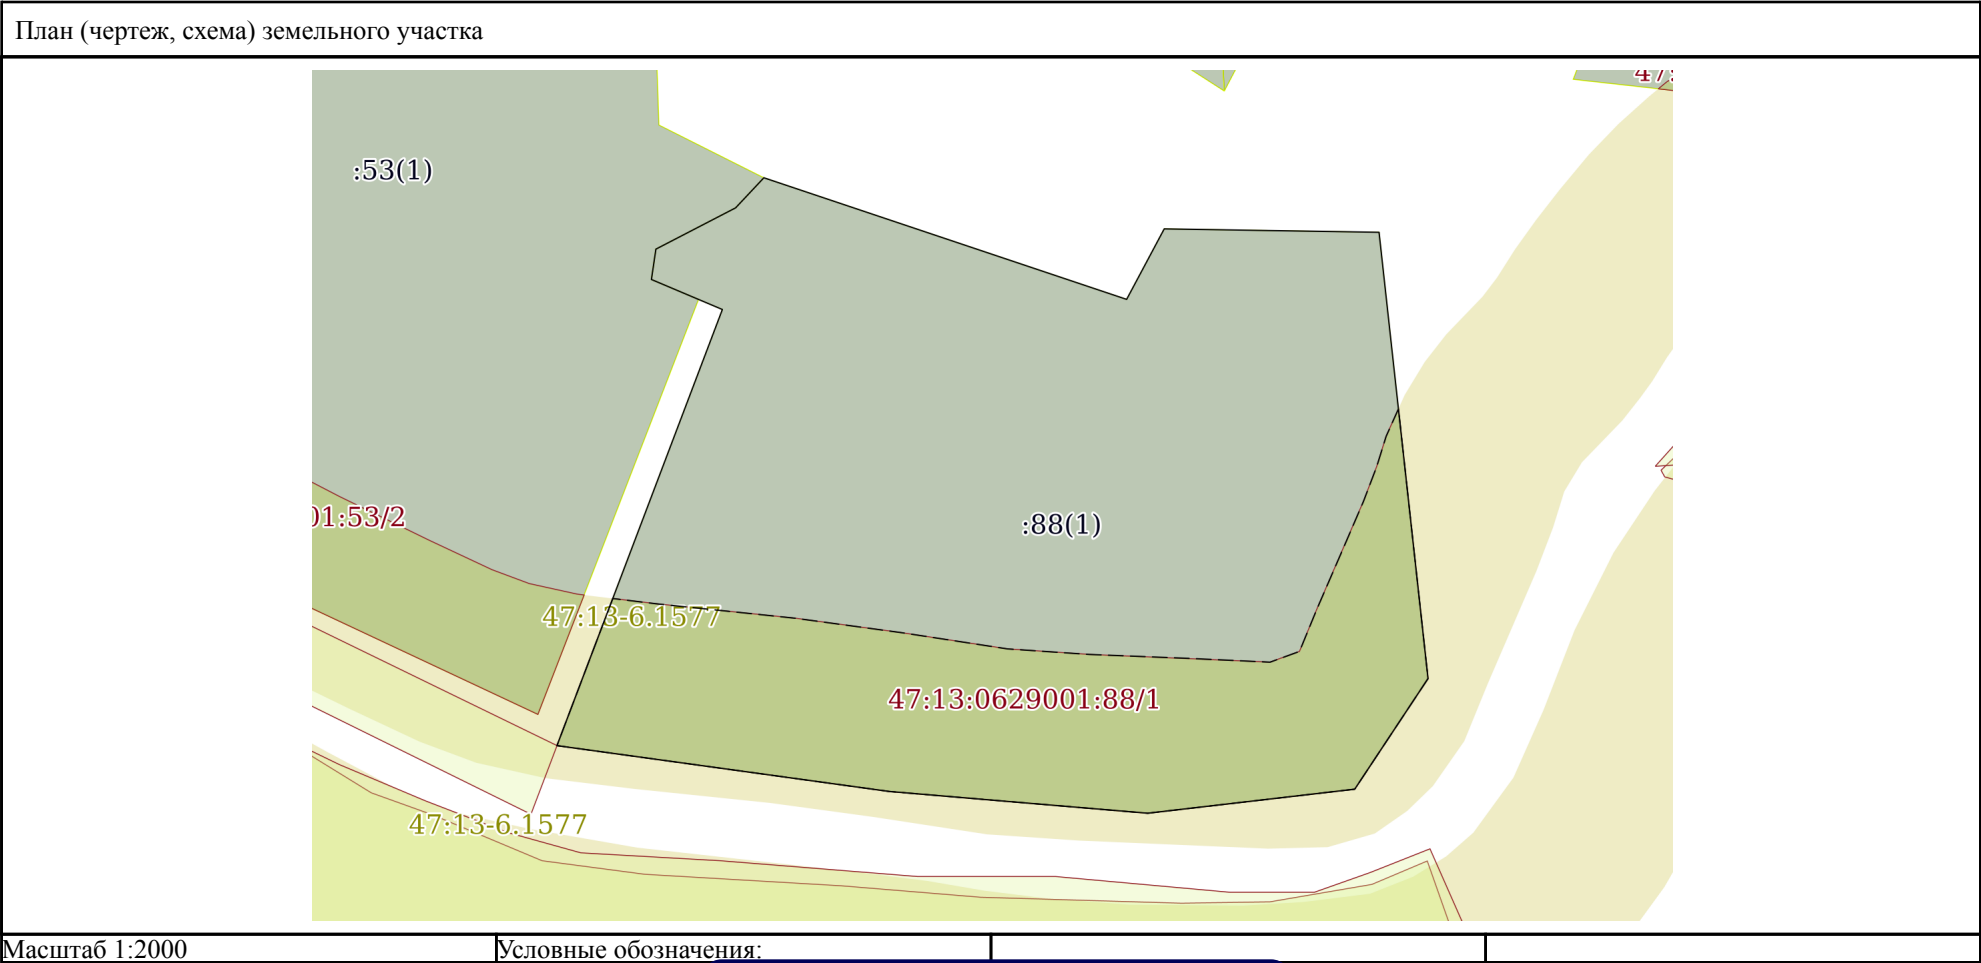 План (чертеж, схема) земельного участка
47:
:53(1)
01:53/2
:88(1)
47:13-6.1577
47:13:0629001:88/1
47:13-6.1577
Масштаб 1:2000
Условные обозначения: